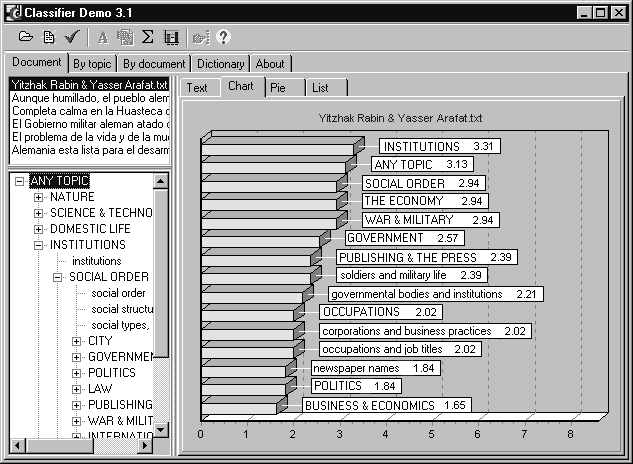 Classifier Demo 3.1
Document By topic By document Dictionary About
Yitzhak Rabin & Yasser Arafat.txt
Aunque humillado, el pueblo alem
Completa calma en la Huasteca
El Gobierno militar aleman atado
El problema de la vida y de la mue
Alemania esta lista para el desarm
ANY TOPIC
NATURE
SCIENCE & TECHNO
DOMESTIC LIFE
INSTITUTIONS
institutions
SOCIAL ORDER
social order
social structu
social types,
CITY
GOVERNME
POLITICS
LAW
PUBLISHING
WAR & MILIT
INTERNATIO
Text Chart Pie List
Yitzhak Rabin & Yasser Arafat.txt
INSTITUTIONS 3.31
ANY TOPIC 3.13
SOCIAL ORDER 2.94
THE ECONOMY 2.94
WAR & MILITARY 2.94
GOVERNMENT 2.57
PUBLISHING & THE PRESS 2.39
soldiers and military life 2.39
governmental bodies and institutions 2.21
OCCUPATIONS 2.02
corporations and business practices 2.02
occupations and job titles 2.02
newspaper names 1.84
POLITICS 1.84
BUSINESS & ECONOMICS 1.65
0 1 2 3 4 5 6 7 8